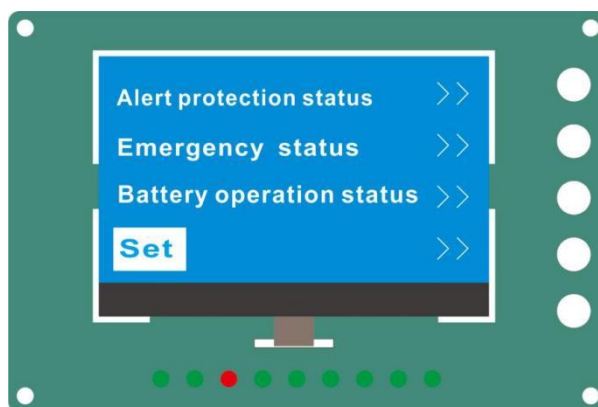 Alert protection status >>
Emergency status >>
Battery operation status >>
Set >>